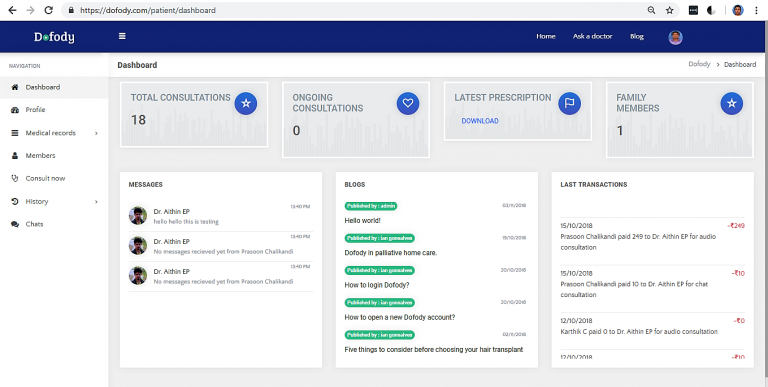 https://dofody.com/patient/dashboard
Dofody
Home
Ask a doctor
Blog
NAVIGATION
Dashboard
Profile
Medical records
Members
Consult now
History
Chats
Dashboard
Dofody > Dashboard
TOTAL CONSULTATIONS
18
ONGOING
CONSULTATIONS
0
LATEST PRESCRIPTION
DOWNLOAD
FAMILY
MEMBERS
1
MESSAGES
13:40 PM
Dr. Aithin EP
hello hello this is testing
13:40 PM
Dr. Aithin EP
No messages recieved yet from Prasoon Chalikandi
13:40 PM
Dr. Aithin EP
No messages recieved yet from Prasoon Chalikandi
BLOGS
Published by : admin
03/11/2018
Hello world!
Published by : ian gonsalves
19/10/2018
Dofody in palliative home care.
Published by : ian gonsalves
20/10/2018
How to login Dofody?
Published by : ian gonsalves
20/10/2018
How to open a new Dofody account?
Published by : ian gonsalves
02/11/2018
Five things to consider before choosing your hair transplant
LAST TRANSACTIONS
15/10/2018 -₹249
Prasoon Chalikandi paid 249 to Dr. Aithin EP for audio
consultation
15/10/2018 -₹10
Prasoon Chalikandi paid 10 to Dr. Aithin EP for chat
consultation
12/10/2018 -₹0
Karthik C paid 0 to Dr. Aithin EP for audio consultation
12/10/2018 -₹10